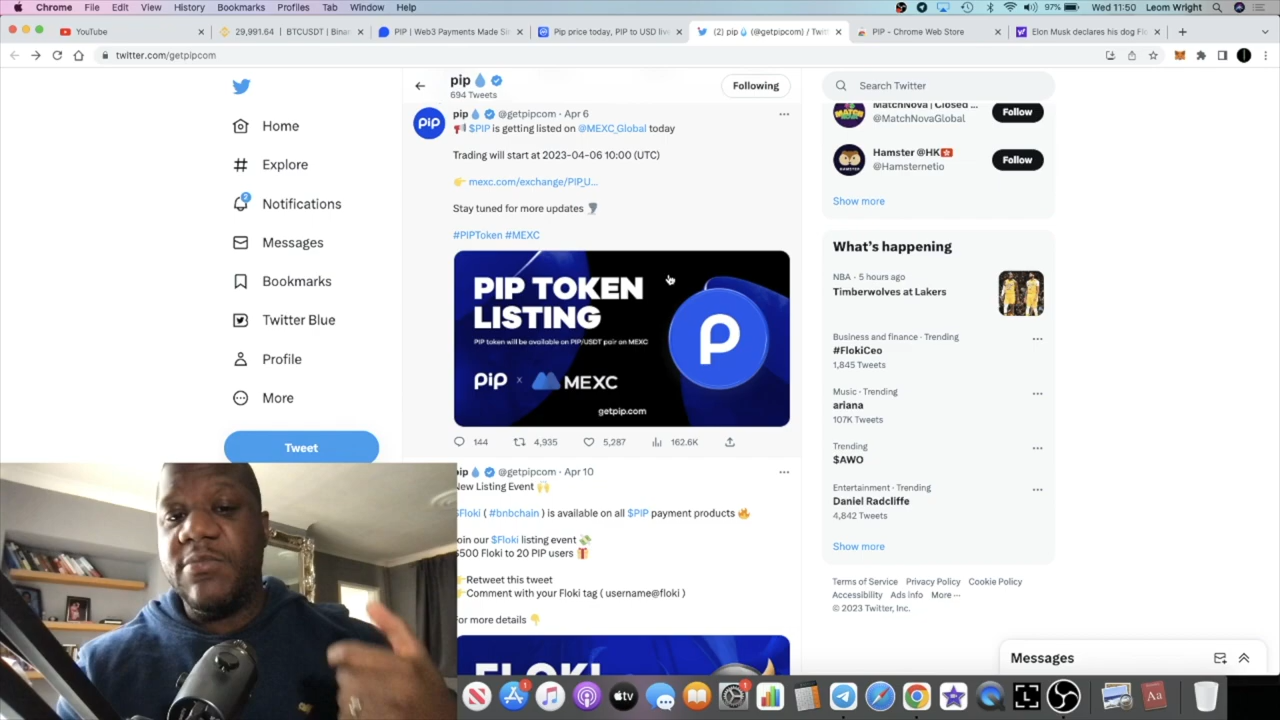 Chrome File Edit View History Bookmarks Profiles Tab Window Help
97% Wed 11:50 Leom Wright
YouTube
29,991.64 | BTCUSDT | Binan
PIP | Web3 Payments Made Si
Pip price today, PIP to USD live
(2) pip (@getpipcom) / Twitt
PIP - Chrome Web Store
Elon Musk declares his dog Flo
twitter.com/getpipcom
Home
Explore
2
Notifications
Messages
Bookmarks
Twitter Blue
Profile
More
Tweet
pip
694 Tweets
Following
pip @getpipcom · Apr 6
$PIP is getting listed on @MEXC_Global today
Trading will start at 2023-04-06 10:00 (UTC)
mexc.com/exchange/PIP_U...
Stay tuned for more updates
#PIPToken #MEXC
PIP TOKEN
LISTING
PIP token will be available on PIP/USDT pair on MEXC
pip x MEXC
getpip.com
pip
144 4,935 5,287 162.6K
pip @getpipcom · Apr 10
New Listing Event
$Floki ( #bnbchain ) is available on all $PIP payment products
Join our $Floki listing event
$500 Floki to 20 PIP users
Retweet this tweet
Comment with your Floki tag ( username@floki )
For more details
FLOKI
Search Twitter
MatchNova | Closed ...
@MatchNovaGlobal
Follow
Hamster @HK
@Hamsternetio
Follow
Show more
What's happening
NBA · 5 hours ago
Timberwolves at Lakers
Business and finance · Trending
#FlokiCeo
1,845 Tweets
Music · Trending
ariana
107K Tweets
Trending
$AWO
Entertainment · Trending
Daniel Radcliffe
4,842 Tweets
Show more
Terms of Service Privacy Policy Cookie Policy
Accessibility Ads info More ···
© 2023 Twitter, Inc.
Messages
1
tv
1
L
Aa